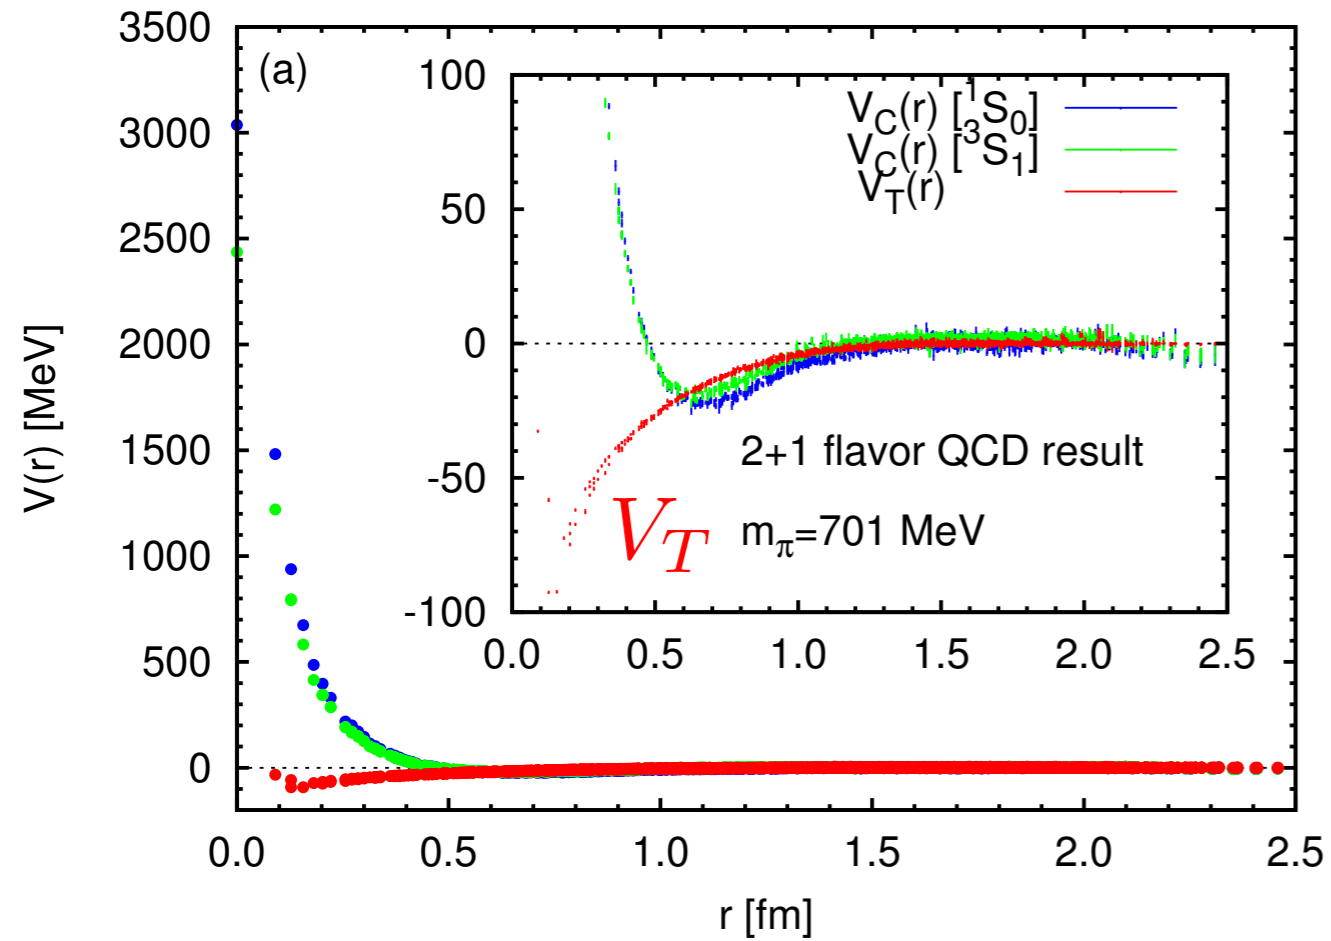 (a)
V(r) [MeV]
3500
3000
2500
2000
1500
1000
500
0
0.0 0.5 1.0 1.5 2.0 2.5
r [fm]
100
50
0
-50
-100
0.0 0.5 1.0 1.5 2.0 2.5
V_C(r) [^1S_0]
V_C(r) [^3S_1]
V_T(r)
2+1 flavor QCD result
V_T
m_π=701 MeV